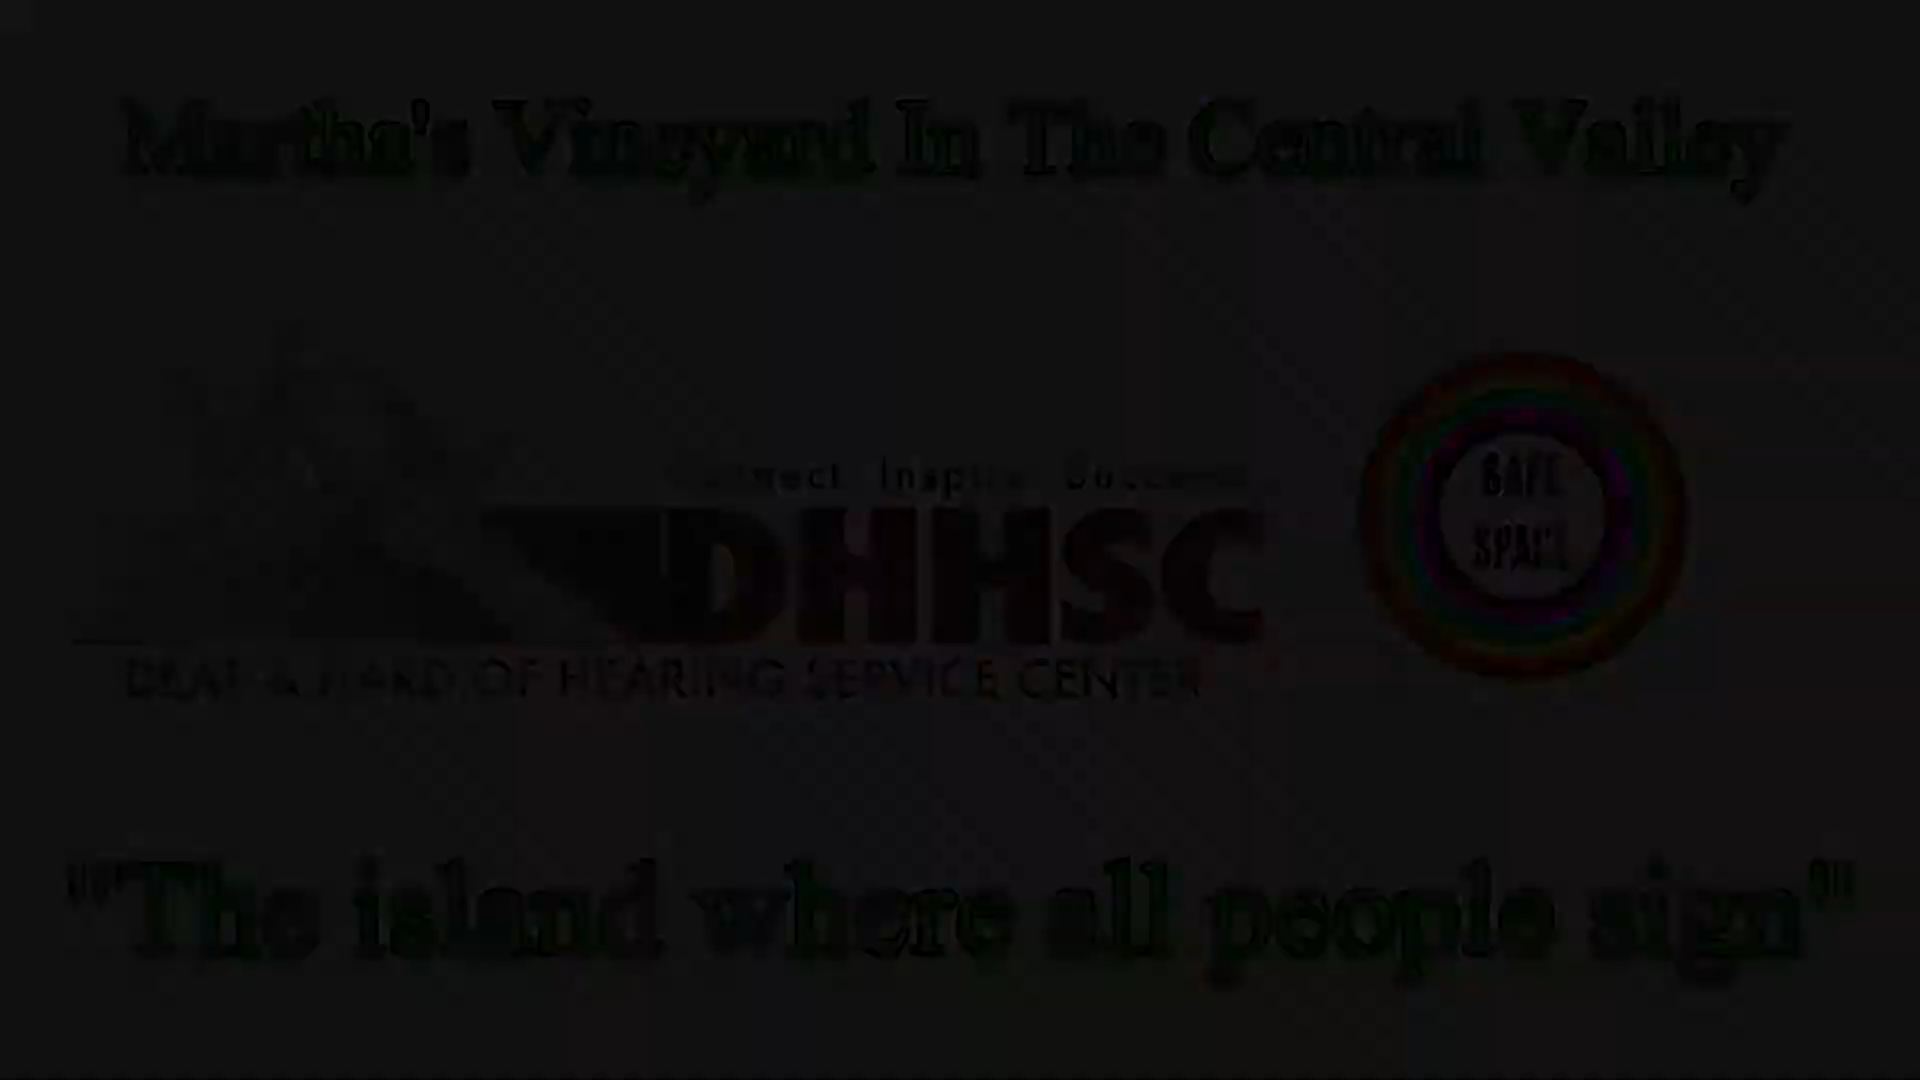 Martha's Vineyard In The Central Valley
Connect Inspire Succeed
DHHSC
DEAF & HARD OF HEARING SERVICE CENTER
SAFE
SPACE
"The island where all people sign"